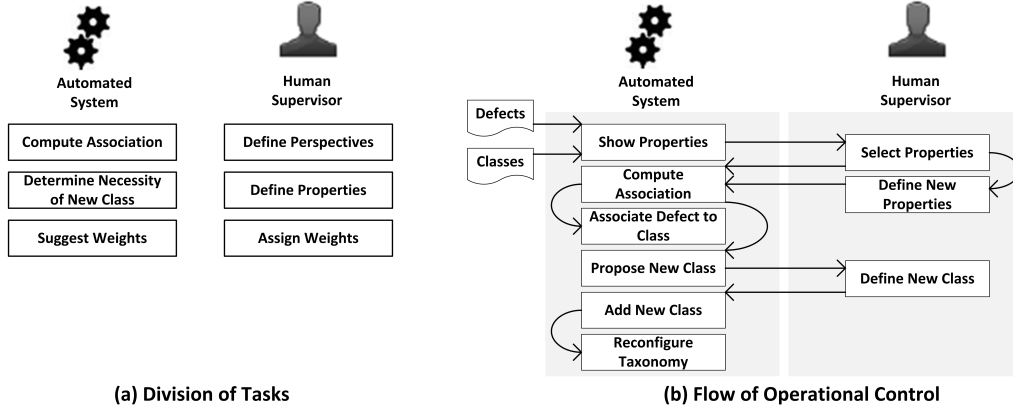 Automated
System
Human
Supervisor
Compute Association
Define Perspectives
Determine Necessity
of New Class
Define Properties
Suggest Weights
Assign Weights
(a) Division of Tasks
Automated
System
Human
Supervisor
Defects
Classes
Show Properties
Select Properties
Compute
Association
Define New
Properties
Associate Defect to
Class
Propose New Class
Define New Class
Add New Class
Reconfigure
Taxonomy
(b) Flow of Operational Control